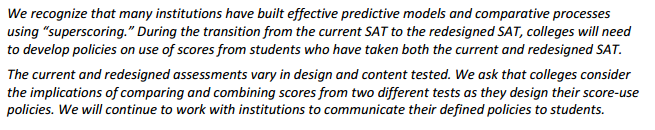 We recognize that many institutions have built effective predictive models and comparative processes
using “superscoring.” During the transition from the current SAT to the redesigned SAT, colleges will need
to develop policies on use of scores from students who have taken both the current and redesigned SAT.
The current and redesigned assessments vary in design and content tested. We ask that colleges consider
the implications of comparing and combining scores from two different tests as they design their score-use
policies. We will continue to work with institutions to communicate their defined policies to students.